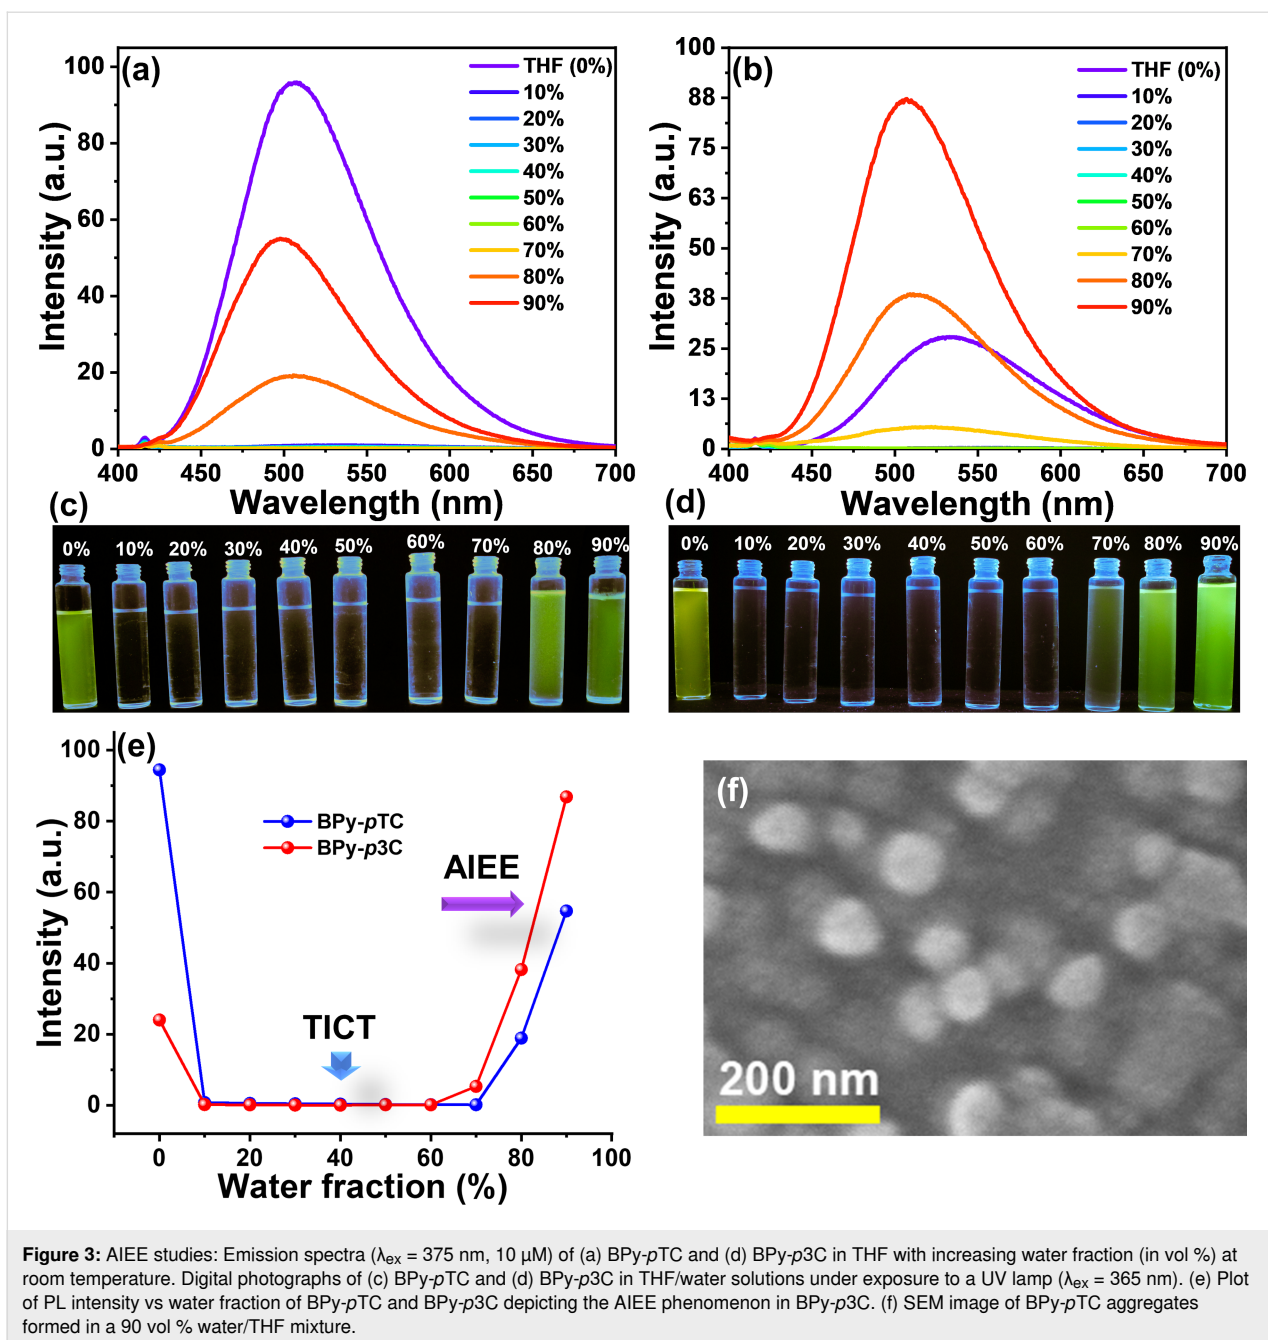 (a)
100
80
60
40
20
0
400 450 500 550 600 650 700
Intensity (a.u.)
Wavelength (nm)
THF (0%)
10%
20%
30%
40%
50%
60%
70%
80%
90%
(b)
100
88
75
63
50
38
25
13
0
400 450 500 550 600 650 700
Intensity (a.u.)
Wavelength (nm)
THF (0%)
10%
20%
30%
40%
50%
60%
70%
80%
90%
(c)
0% 10% 20% 30% 40% 50% 60% 70% 80% 90%
(d)
0% 10% 20% 30% 40% 50% 60% 70% 80% 90%
(e)
100
80
60
40
20
0
0 20 40 60 80 100
Intensity (a.u.)
Water fraction (%)
BPy-pTC
BPy-p3C
AIEE
TICT
(f)
200 nm
Figure 3: AIEE studies: Emission spectra (λex = 375 nm, 10 µM) of (a) BPy-pTC and (d) BPy-p3C in THF with increasing water fraction (in vol %) at
room temperature. Digital photographs of (c) BPy-pTC and (d) BPy-p3C in THF/water solutions under exposure to a UV lamp (λex = 365 nm). (e) Plot
of PL intensity vs water fraction of BPy-pTC and BPy-p3C depicting the AIEE phenomenon in BPy-p3C. (f) SEM image of BPy-pTC aggregates
formed in a 90 vol % water/THF mixture.